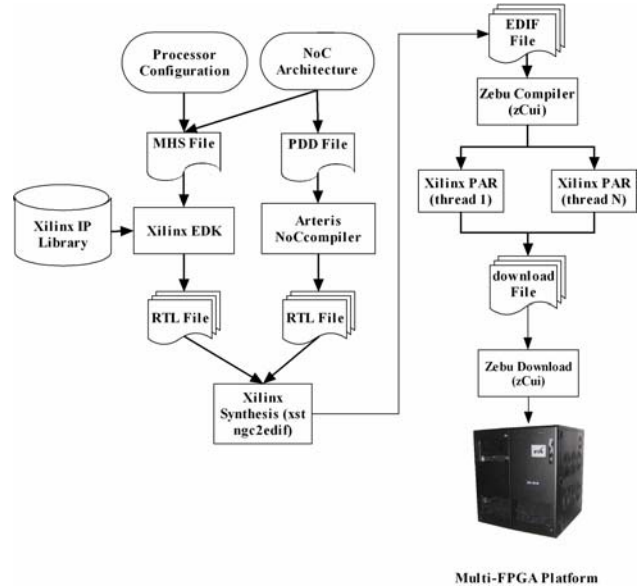 Processor
Configuration
NoC
Architecture
MHS File
PDD File
Xilinx IP
Library
Xilinx EDK
Arteris
NoCcompiler
RTL File
RTL File
Xilinx
Synthesis (xst
ngc2edif)
EDIF
File
Zebu Compiler
(zCui)
Xilinx PAR
(thread 1)
Xilinx PAR
(thread N)
download
File
Zebu Download
(zCui)
Multi-FPGA Platform